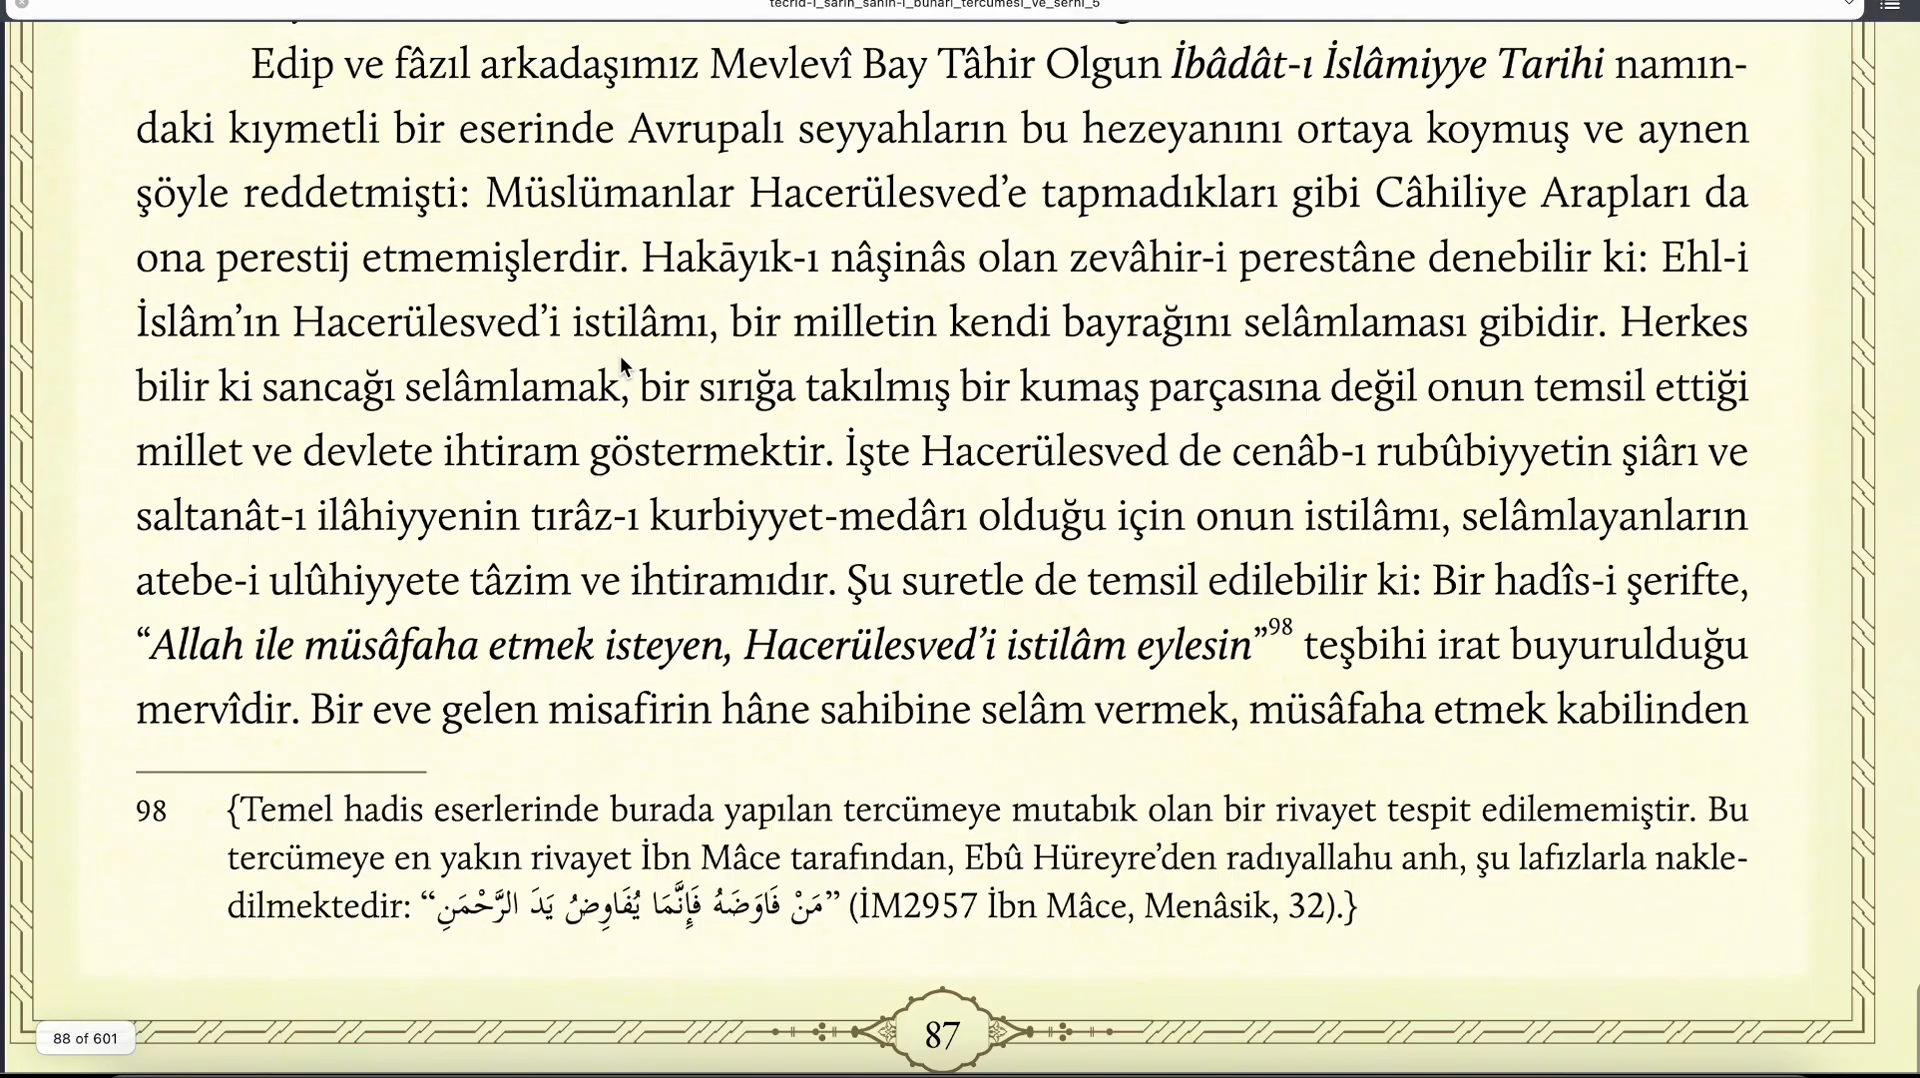 tecrid-i_sarih_sahih-i_buhari_tercumesi_ve_serhi_5
Edip ve fâzıl arkadaşımız Mevlevî Bay Tâhir Olgun İbâdât-ı İslâmiyye Tarihi namın-
daki kıymetli bir eserinde Avrupalı seyyahların bu hezeyanını ortaya koymuş ve aynen
şöyle reddetmişti: Müslümanlar Hacerülesved’e tapmadıkları gibi Câhiliye Arapları da
ona perestij etmemişlerdir. Hakāyık-ı nâşinâs olan zevâhir-i perestâne denebilir ki: Ehl-i
İslâm’ın Hacerülesved’i istilâmı, bir milletin kendi bayrağını selâmlaması gibidir. Herkes
bilir ki sancağı selâmlamak, bir sırığa takılmış bir kumaş parçasına değil onun temsil ettiği
millet ve devlete ihtiram göstermektir. İşte Hacerülesved de cenâb-ı rubûbiyyetin şiârı ve
saltanât-ı ilâhiyyenin tırâz-ı kurbiyyet-medârı olduğu için onun istilâmı, selâmlayanların
atebe-i ulûhiyyete tâzim ve ihtiramıdır. Şu suretle de temsil edilebilir ki: Bir hadîs-i şerifte,
“Allah ile müsâfaha etmek isteyen, Hacerülesved’i istilâm eylesin”98 teşbihi irat buyurulduğu
mervîdir. Bir eve gelen misafirin hâne sahibine selâm vermek, müsâfaha etmek kabilinden
98 {Temel hadis eserlerinde burada yapılan tercümeye mutabık olan bir rivayet tespit edilememiştir. Bu
tercümeye en yakın rivayet İbn Mâce tarafından, Ebû Hüreyre’den radıyallahu anh, şu lafızlarla nakle-
dilmektedir: “مَنْ فَاوَضَهُ فَإِنَّمَا يُفَاوِضُ يَدَ الرَّحْمَنِ” (İM2957 İbn Mâce, Menâsik, 32).}
87
88 of 601